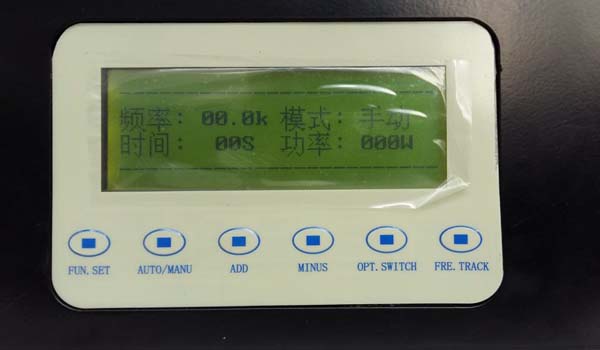 频率: 00.0k 模式: 手动
时间: 00S 功率: 000W
FUN.SET AUTO/MANU ADD MINUS OPT.SWITCH FRE.TRACK